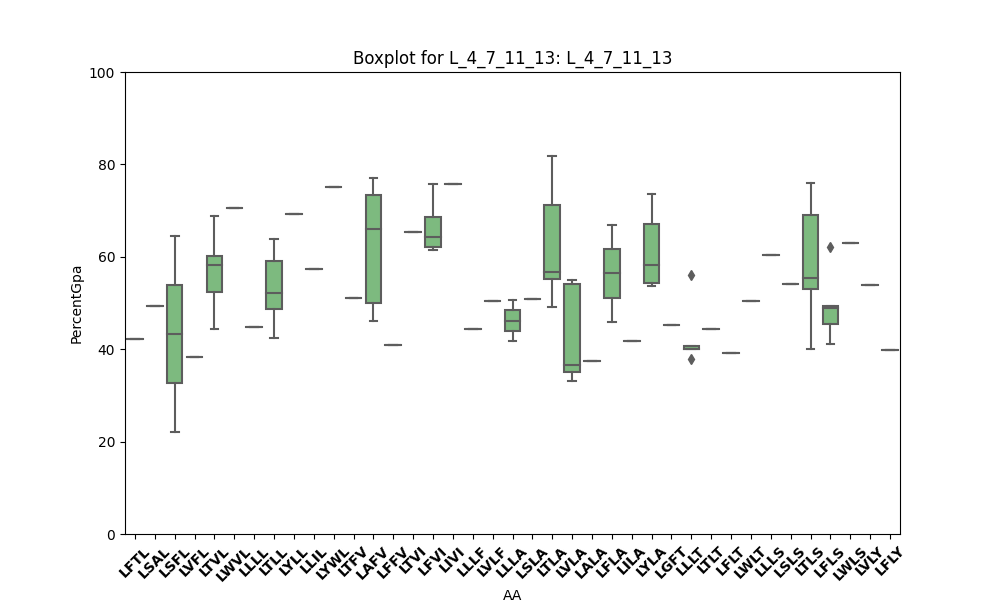 Boxplot for L_4_7_11_13: L_4_7_11_13
100
80
60
40
20
0
PercentGpa
LFTL
LSAL
LSFL
LVFL
LTVL
LWVL
LLLL
LTLL
LYLL
LLIL
LYWL
LTFV
LAFV
LFFV
LTVI
LFVI
LIVI
LLLF
LVLF
LLLA
LSLA
LTLA
LVLA
LALA
LFLA
LILA
LYLA
LGFT
LLLT
LTLT
LFLT
LWLT
LLLS
LSLS
LTLS
LFLS
LWLS
LVLY
LFLY
AA